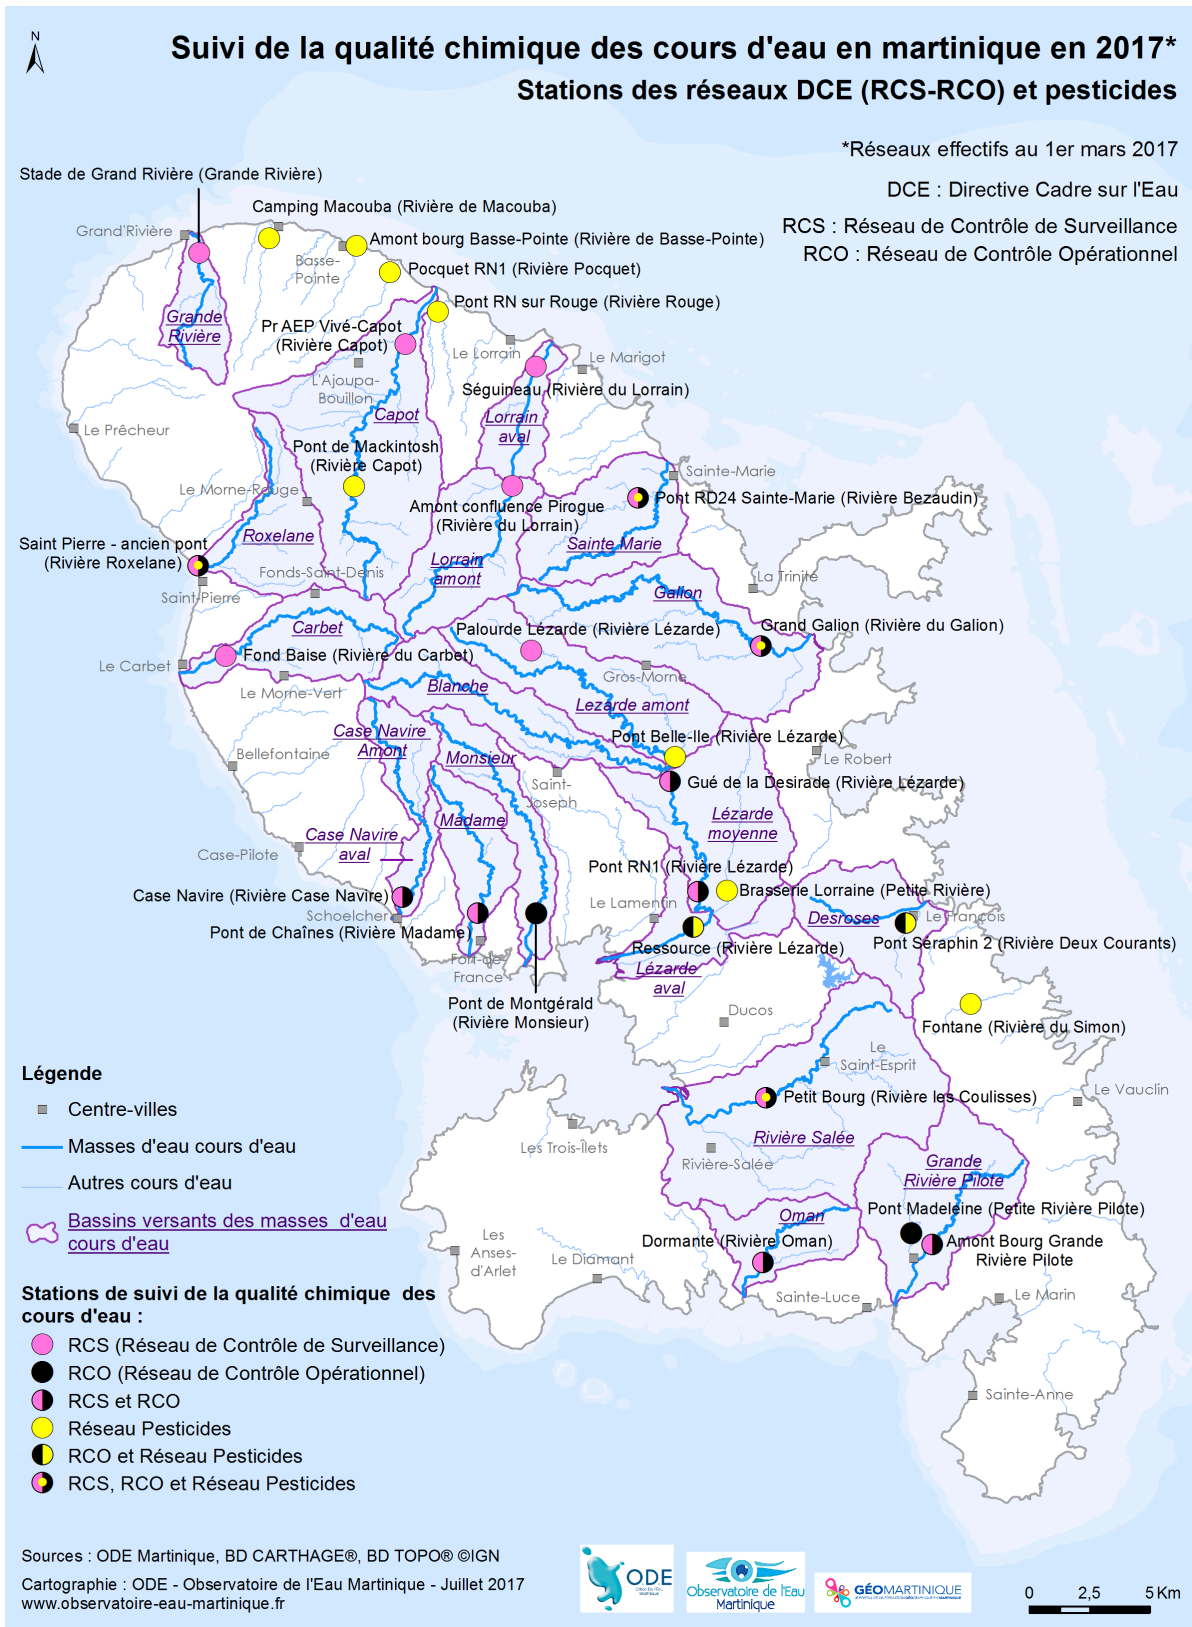 N
Suivi de la qualité chimique des cours d'eau en martinique en 2017*
Stations des réseaux DCE (RCS-RCO) et pesticides
*Réseaux effectifs au 1er mars 2017
DCE : Directive Cadre sur l'Eau
RCS : Réseau de Contrôle de Surveillance
RCO : Réseau de Contrôle Opérationnel
Stade de Grand Rivière (Grande Rivière)
Camping Macouba (Rivière de Macouba)
Grand'Rivière
Amont bourg Basse-Pointe (Rivière de Basse-Pointe)
Basse-
Pointe
Pocquet RN1 (Rivière Pocquet)
Pont RN sur Rouge (Rivière Rouge)
Grande
Rivière
Pr AEP Vivé-Capot
(Rivière Capot)
Le Lorrain
Le Marigot
L'Ajoupa-
Bouillon
Séguineau (Rivière du Lorrain)
Capot
Lorrain
aval
Le Prêcheur
Pont de Mackintosh
(Rivière Capot)
Sainte-Marie
Le Morne-Rouge
Pont RD24 Sainte-Marie (Rivière Bezaudin)
Amont confluence Pirogue
(Rivière du Lorrain)
Roxelane
Sainte Marie
Saint Pierre - ancien pont
(Rivière Roxelane)
Lorrain
amont
Fonds-Saint-Denis
La Trinité
Saint-Pierre
Galion
Carbet
Palourde Lézarde (Rivière Lézarde)
Grand Galion (Rivière du Galion)
Fond Baise (Rivière du Carbet)
Le Carbet
Gros-Morne
Le Morne-Vert
Blanche
Lezarde amont
Case Navire
Amont
Pont Belle-Ile (Rivière Lézarde)
Bellefontaine
Monsieur
Le Robert
Saint-
Joseph
Gué de la Desirade (Rivière Lézarde)
Madame
Lézarde
moyenne
Case Navire
aval
Case-Pilote
Pont RN1 (Rivière Lézarde)
Case Navire (Rivière Case Navire)
Brasserie Lorraine (Petite Rivière)
Le Lamentin
Schoelcher
Desroses
Le François
Pont de Chaînes (Rivière Madame)
Ressource (Rivière Lézarde)
Pont Séraphin 2 (Rivière Deux Courants)
Fort-de-
France
Lézarde
aval
Pont de Montgérald
(Rivière Monsieur)
Ducos
Fontane (Rivière du Simon)
Le
Saint-Esprit
Le Vauclin
Petit Bourg (Rivière les Coulisses)
Les Trois-Îlets
Rivière Salée
Rivière-Salée
Grande
Rivière Pilote
Oman
Pont Madeleine (Petite Rivière Pilote)
Dormante (Rivière Oman)
Amont Bourg Grande
Rivière Pilote
Les
Anses-
d'Arlet
Le Diamant
Sainte-Luce
Le Marin
Sainte-Anne
Légende
Centre-villes
Masses d'eau cours d'eau
Autres cours d'eau
Bassins versants des masses d'eau
cours d'eau
Stations de suivi de la qualité chimique des
cours d'eau :
RCS (Réseau de Contrôle de Surveillance)
RCO (Réseau de Contrôle Opérationnel)
RCS et RCO
Réseau Pesticides
RCO et Réseau Pesticides
RCS, RCO et Réseau Pesticides
Sources : ODE Martinique, BD CARTHAGE®, BD TOPO® ©IGN
Cartographie : ODE - Observatoire de l'Eau Martinique - Juillet 2017
www.observatoire-eau-martinique.fr
ODE
Observatoire de l'Eau
Martinique
GÉOMARTINIQUE
0 2,5 5 Km